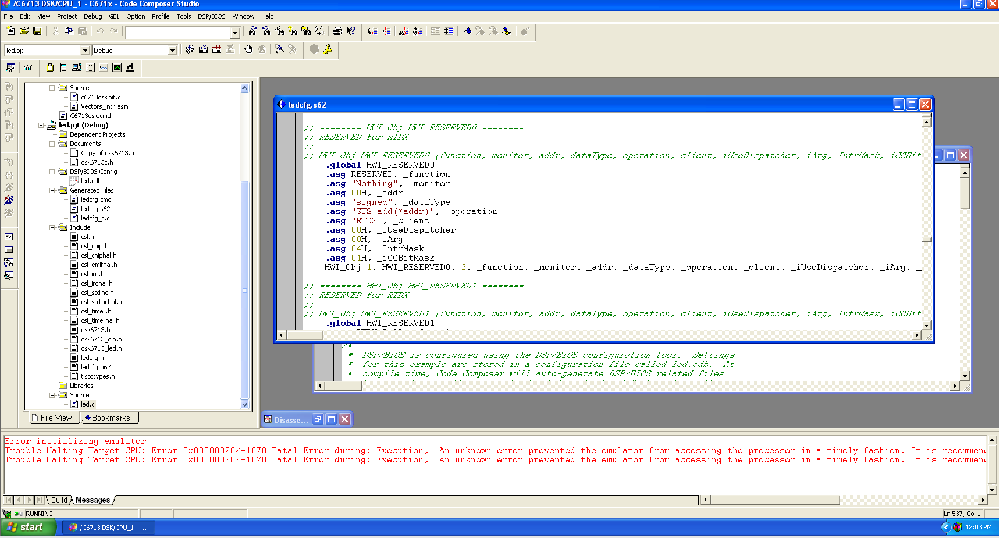 /C6713 DSK/CPU_1 - C671x - Code Composer Studio
File Edit View Project Debug GEL Option Profile Tools DSP/BIOS Window Help
led.pjt Debug
Source
c6713dskinit.c
Vectors_intr.asm
C6713dsk.cmd
led.pjt (Debug)
Dependent Projects
Documents
Copy of dsk6713.h
dsk6713c.h
DSP/BIOS Config
led.cdb
Generated Files
ledcfg.cmd
ledcfg.s62
ledcfg_c.c
Include
csl.h
csl_chip.h
csl_chiphal.h
csl_emifhal.h
csl_irq.h
csl_irqhal.h
csl_stdinc.h
csl_stdinchal.h
csl_timer.h
csl_timerhal.h
dsk6713.h
dsk6713_dip.h
dsk6713_led.h
ledcfg.h
ledcfg.h62
tistdtypes.h
Libraries
Source
led.c
File View Bookmarks
ledcfg.s62
;; ======== HWI_Obj HWI_RESERVED0 ========
;; RESERVED for RTDX
;;
;; HWI_Obj HWI_RESERVED0 (function, monitor, addr, dataType, operation, client, iUseDispatcher, iArg, IntrMask, iCCBit
.global HWI_RESERVED0
.asg RESERVED, _function
.asg "Nothing", _monitor
.asg 00H, _addr
.asg "signed", _dataType
.asg "STS_add(*addr)", _operation
.asg "RTDX", _client
.asg 00H, _iUseDispatcher
.asg 00H, _iArg
.asg 04H, _IntrMask
.asg 01H, _iCCBitMask
HWI_Obj 1, HWI_RESERVED0, 2, _function, _monitor, _addr, _dataType, _operation, _client, _iUseDispatcher, _iArg, _
;; ======== HWI_Obj HWI_RESERVED1 ========
;; RESERVED for RTDX
;;
;; HWI_Obj HWI_RESERVED1 (function, monitor, addr, dataType, operation, client, iUseDispatcher, iArg, IntrMask, iCCBit
.global HWI_RESERVED1
/*
* DSP/BIOS is configured using the DSP/BIOS configuration tool. Settings
* for this example are stored in a configuration file called led.cdb. At
* compile time, Code Composer will auto-generate DSP/BIOS related files
Disasse...
Error initializing emulator
Trouble Halting Target CPU: Error 0x80000020/-1070 Fatal Error during: Execution, An unknown error prevented the emulator from accessing the processor in a timely fashion. It is recommend
Trouble Halting Target CPU: Error 0x80000020/-1070 Fatal Error during: Execution, An unknown error prevented the emulator from accessing the processor in a timely fashion. It is recommend
Build Messages
RUNNING
Ln 537, Col 1
start
/C6713 DSK/CPU_1 - ...
12:03 PM